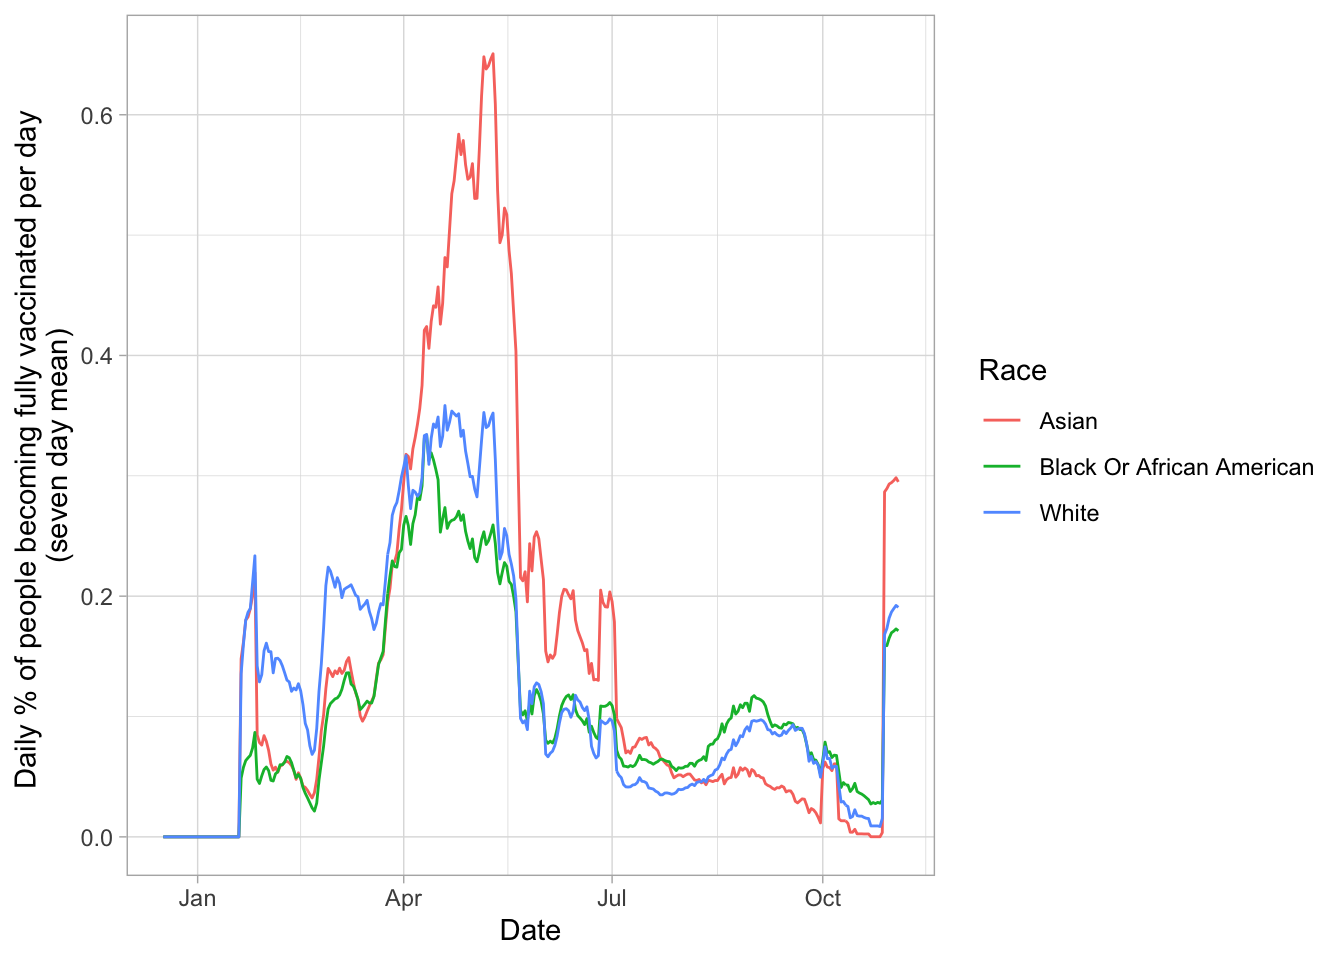 Daily % of people becoming fully vaccinated per day
(seven day mean)
0.6
0.4
0.2
0.0
Jan
Apr
Jul
Oct
Date
Race
Asian
Black Or African American
White